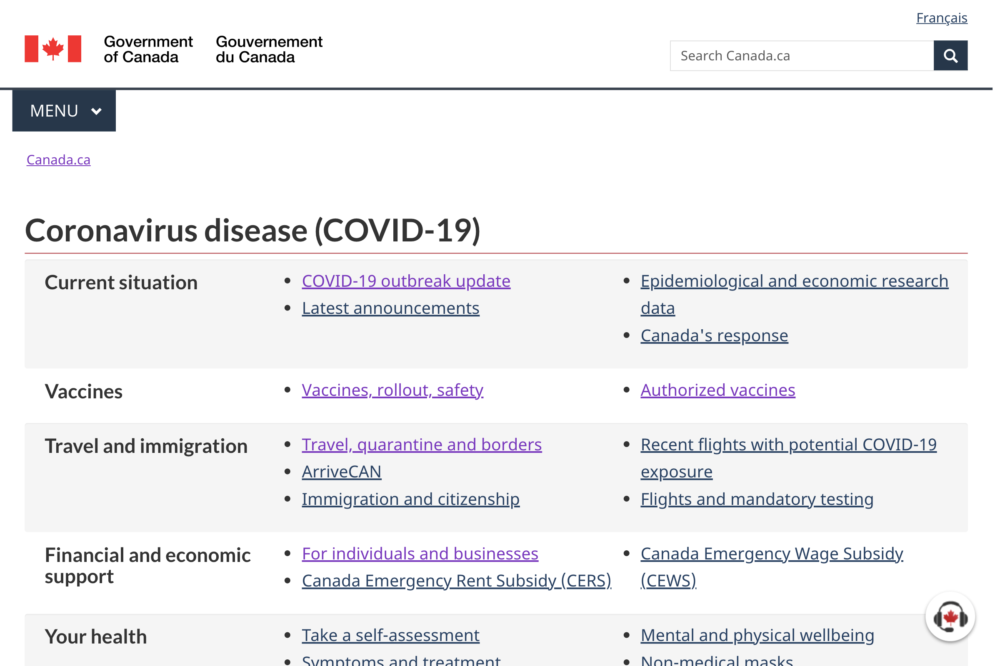 Français
Government
of Canada
Gouvernement
du Canada
Search Canada.ca
MENU
Canada.ca
Coronavirus disease (COVID-19)
Current situation
COVID-19 outbreak update
Latest announcements
Epidemiological and economic research
data
Canada's response
Vaccines
Vaccines, rollout, safety
Authorized vaccines
Travel and immigration
Travel, quarantine and borders
ArriveCAN
Immigration and citizenship
Recent flights with potential COVID-19
exposure
Flights and mandatory testing
Financial and economic
support
For individuals and businesses
Canada Emergency Rent Subsidy (CERS)
Canada Emergency Wage Subsidy
(CEWS)
Your health
Take a self-assessment
Symptoms and treatment
Mental and physical wellbeing
Non-medical masks